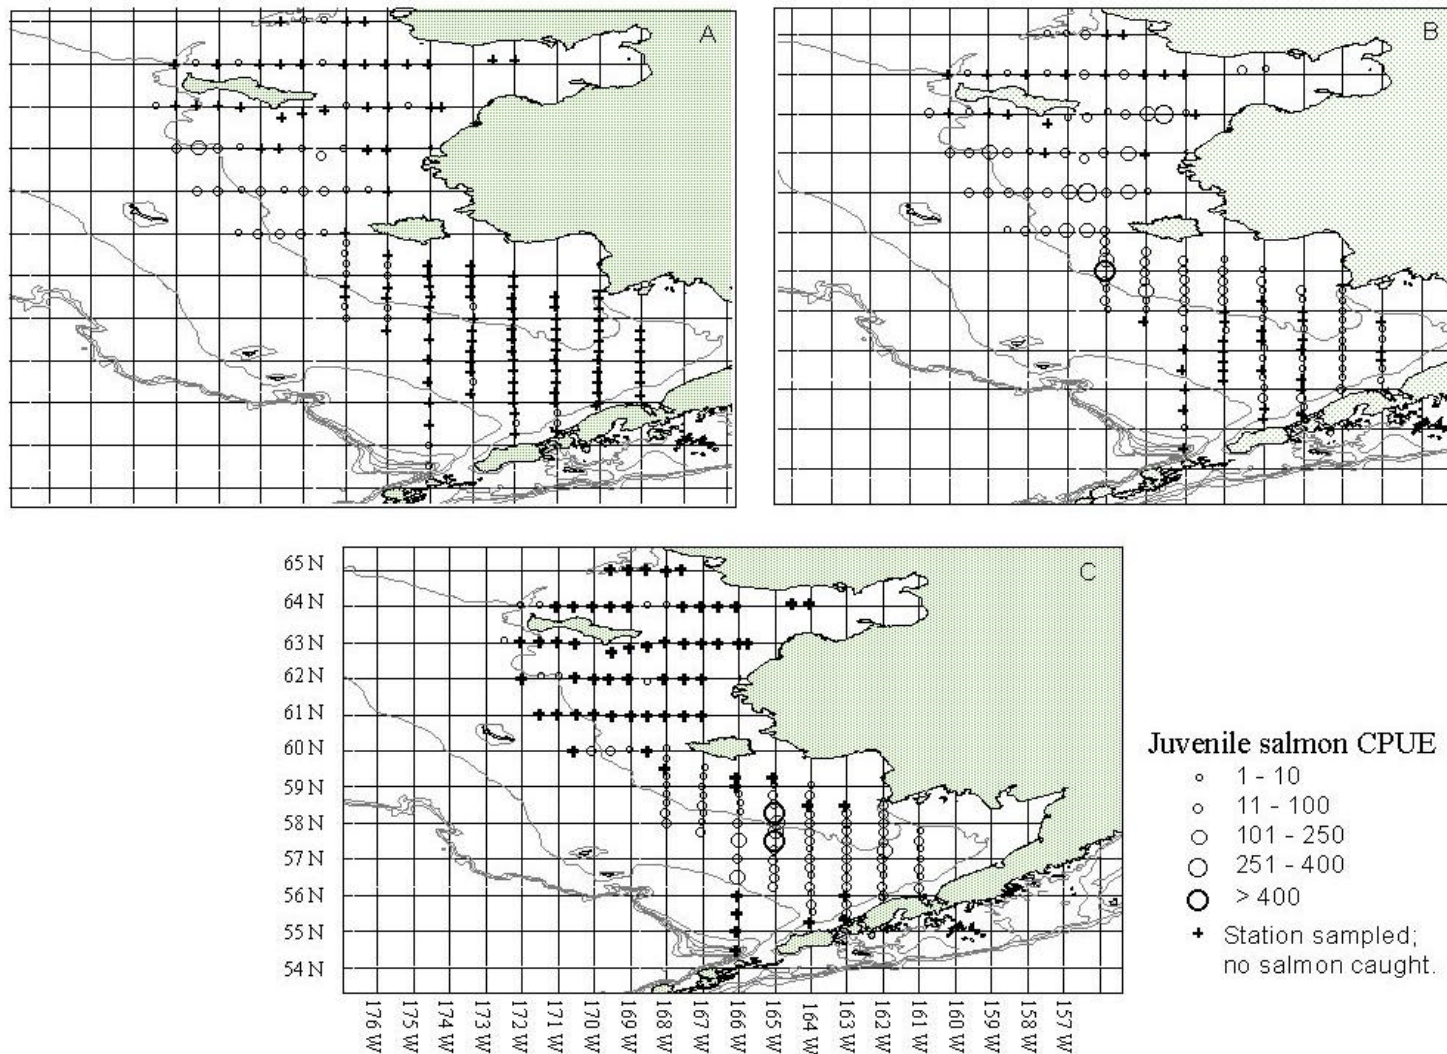 A
B
C
65 N
64 N
63 N
62 N
61 N
60 N
59 N
58 N
57 N
56 N
55 N
54 N
176 W
175 W
174 W
173 W
172 W
171 W
170 W
169 W
168 W
167 W
166 W
165 W
164 W
163 W
162 W
160 W
159 W
158 W
157 W
Juvenile salmon CPUE
1 - 10
11 - 100
101 - 250
251 - 400
> 400
Station sampled;
no salmon caught.